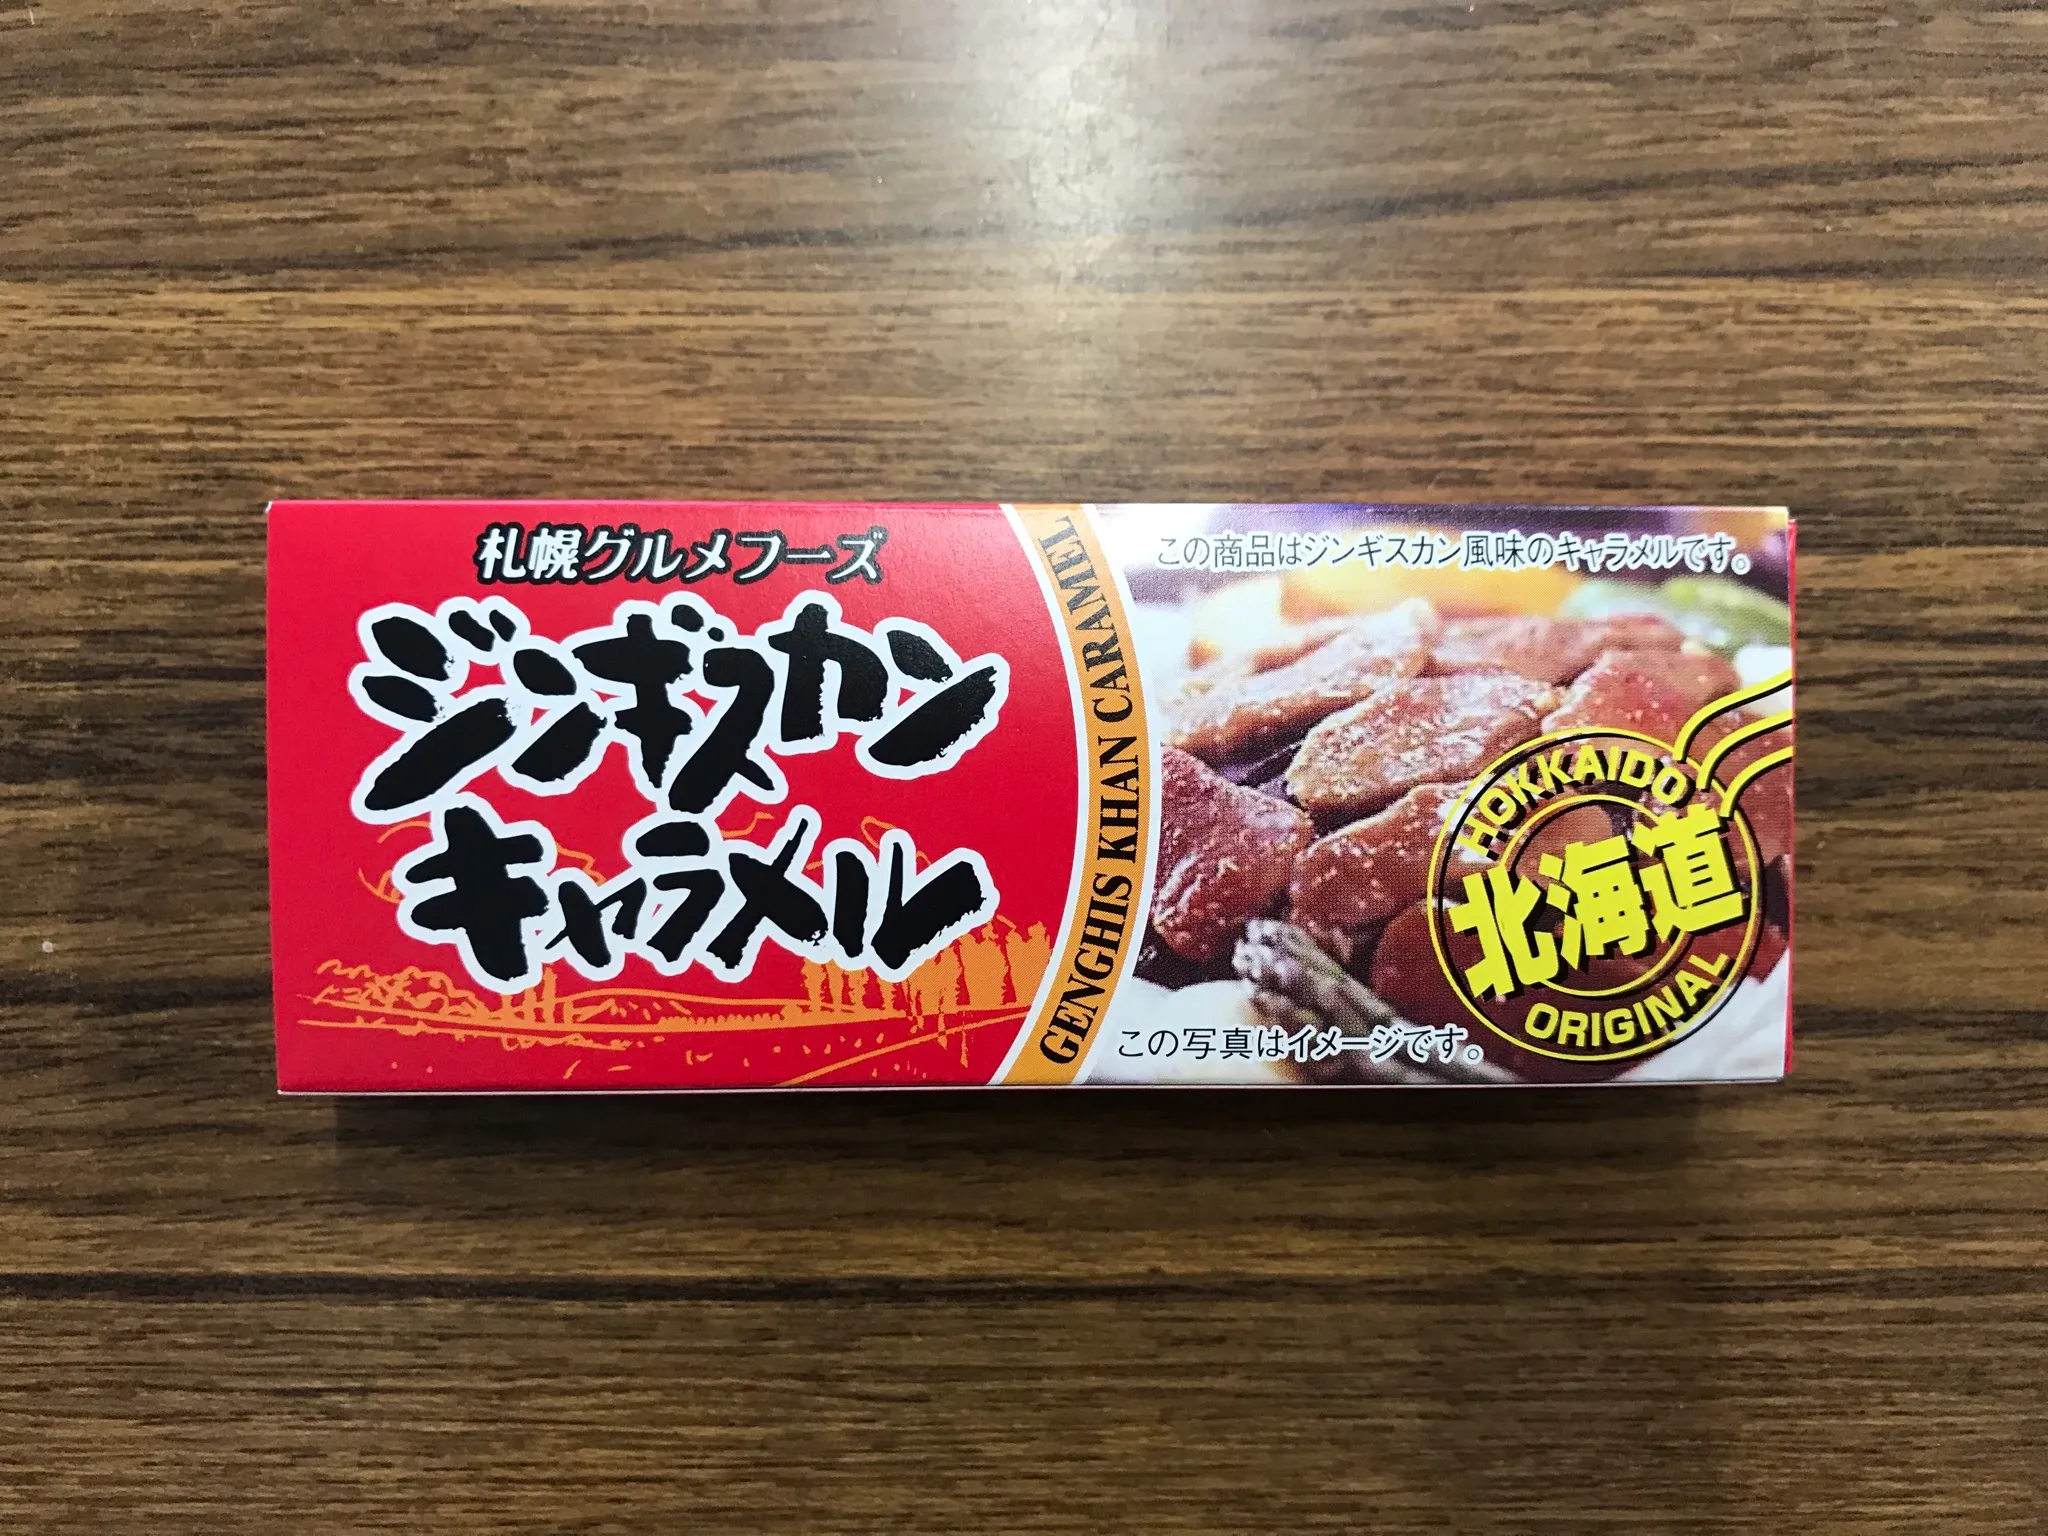 札幌グルメフーズ
ジンギスカン
キャラメル
GENGHIS KHAN CARAMEL
この商品はジンギスカン風味のキャラメルです。
HOKKAIDO
北海道
ORIGINAL
この写真はイメージです。